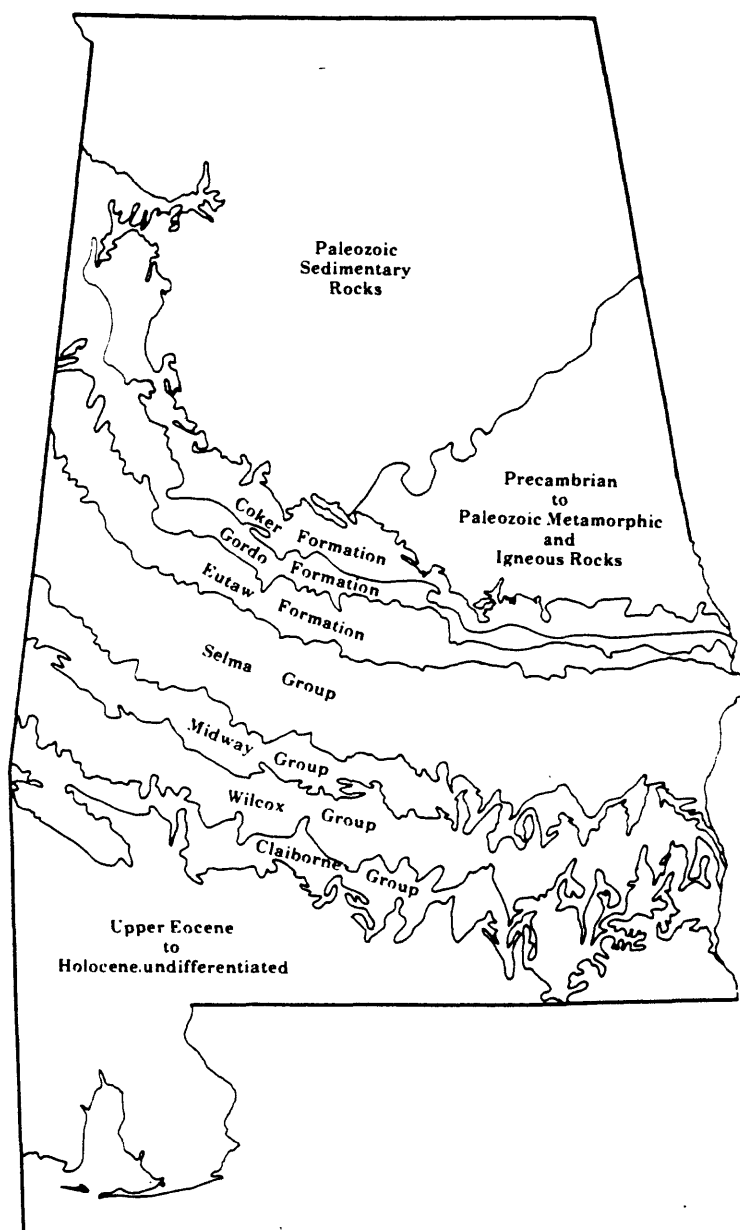 Paleozoic
Sedimentary
Rocks
Precambrian
to
Paleozoic Metamorphic
and
Igneous Rocks
Coker Formation
Gordo Formation
Eutaw Formation
Selma Group
Midway Group
Wilcox Group
Claiborne Group
Upper Eocene
to
Holocene.undifferentiated